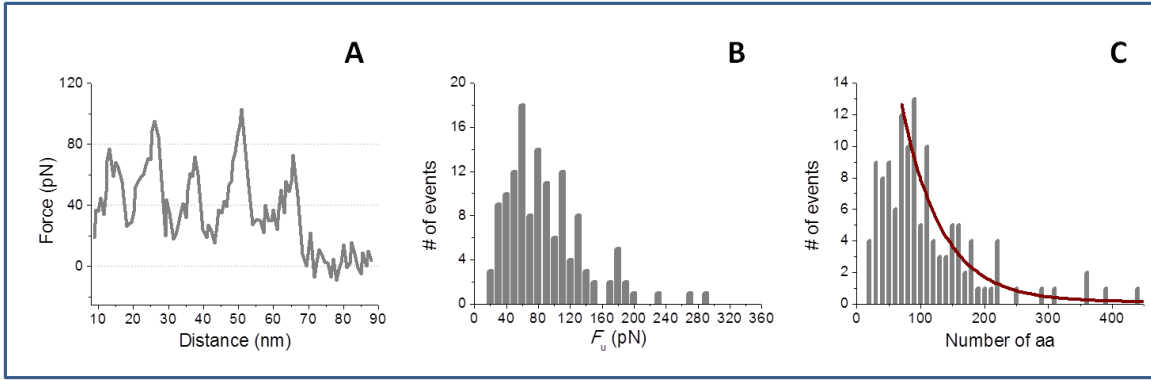 A
120
80
40
0
Force (pN)
10 20 30 40 50 60 70 80 90
Distance (nm)
B
20
16
12
8
4
0
# of events
0 40 80 120 160 200 240 280 320 360
Fu (pN)
C
14
12
10
8
6
4
2
0
# of events
0 100 200 300 400
Number of aa